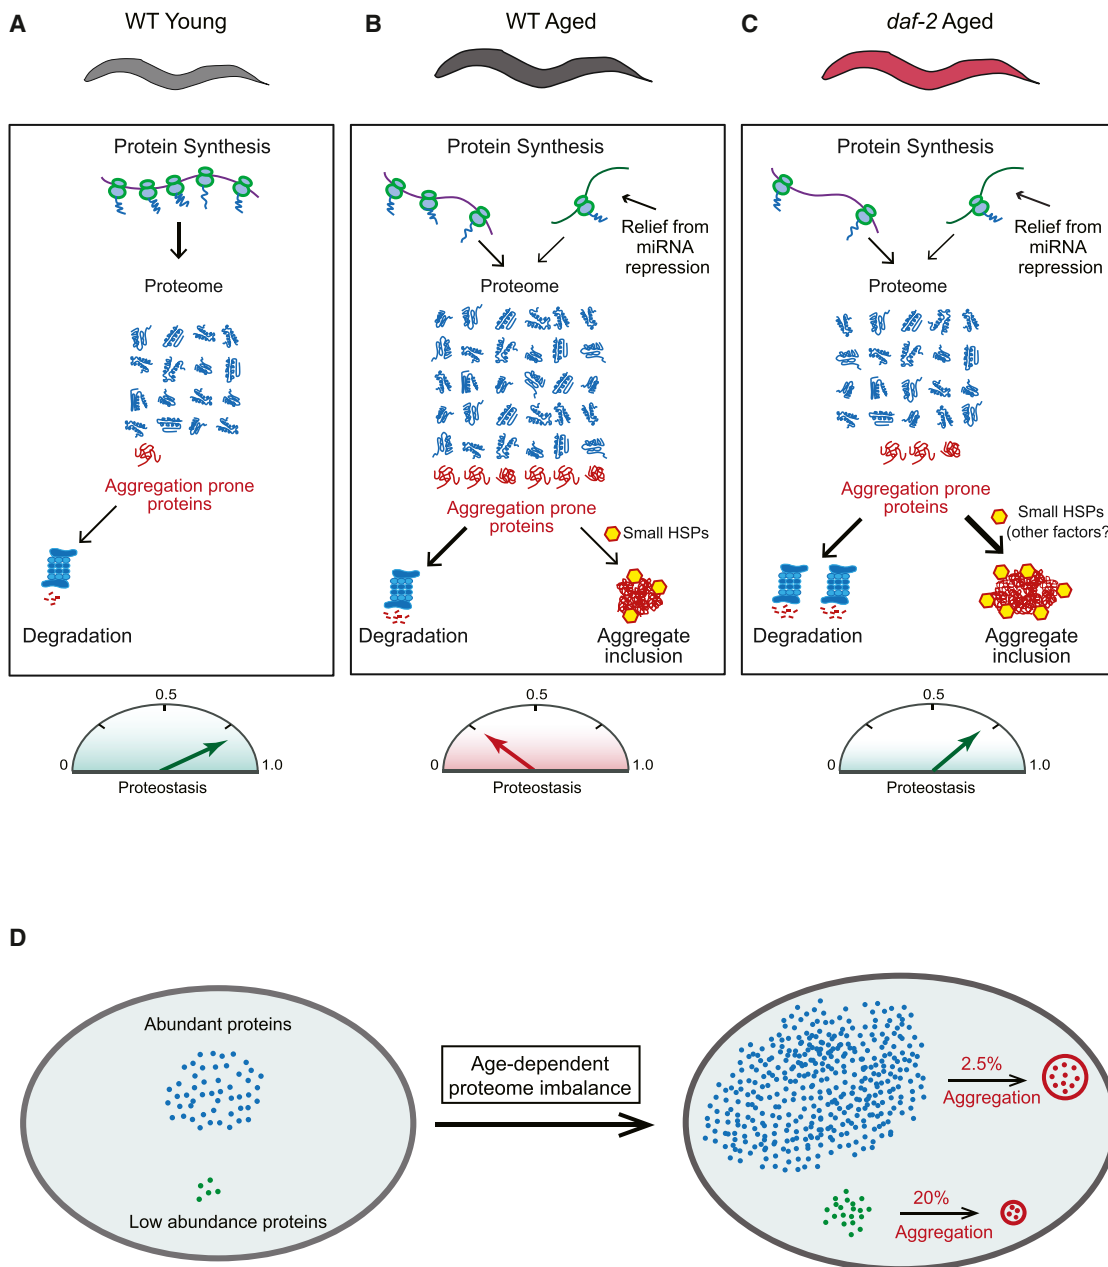 A
WT Young
Protein Synthesis
Proteome
Aggregation prone
proteins
Degradation
0
0.5
1.0
Proteostasis
B
WT Aged
Protein Synthesis
Relief from
miRNA
repression
Proteome
Aggregation prone
proteins
Small HSPs
Degradation
Aggregate
inclusion
0
0.5
1.0
Proteostasis
C
daf-2 Aged
Protein Synthesis
Relief from
miRNA
repression
Proteome
Aggregation prone
proteins
Small HSPs
(other factors?
Degradation
Aggregate
inclusion
0
0.5
1.0
Proteostasis
D
Abundant proteins
Low abundance proteins
Age-dependent
proteome imbalance
2.5%
Aggregation
20%
Aggregation